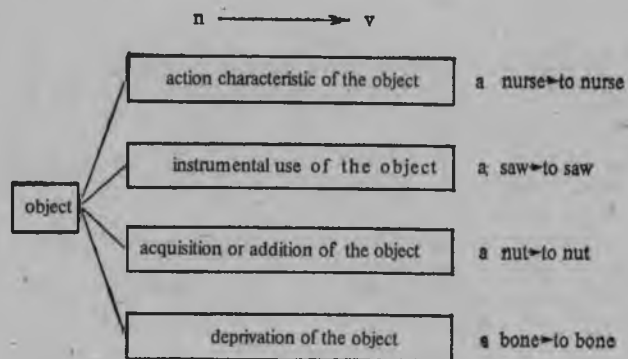 n → v
action characteristic of the object a nurse→to nurse
instrumental use of the object a saw→to saw
object
acquisition or addition of the object a nut→to nut
deprivation of the object a bone→to bone